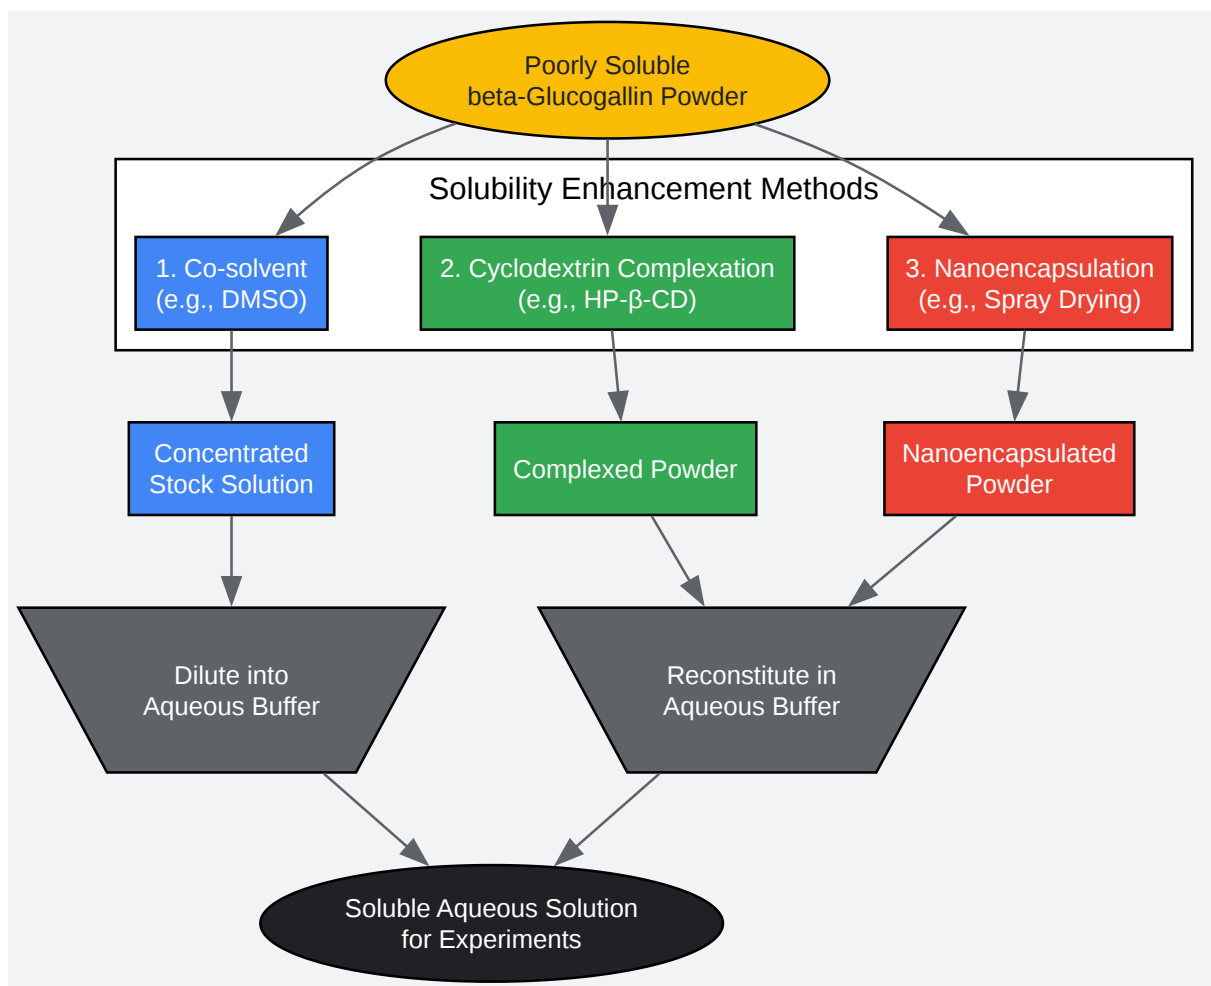 Poorly Soluble
beta-Glucogallin Powder
Solubility Enhancement Methods
1. Co-solvent
(e.g., DMSO)
2. Cyclodextrin Complexation
(e.g., HP-β-CD)
3. Nanoencapsulation
(e.g., Spray Drying)
Concentrated
Stock Solution
Complexed Powder
Nanoencapsulated
Powder
Dilute into
Aqueous Buffer
Reconstitute in
Aqueous Buffer
Soluble Aqueous Solution
for Experiments